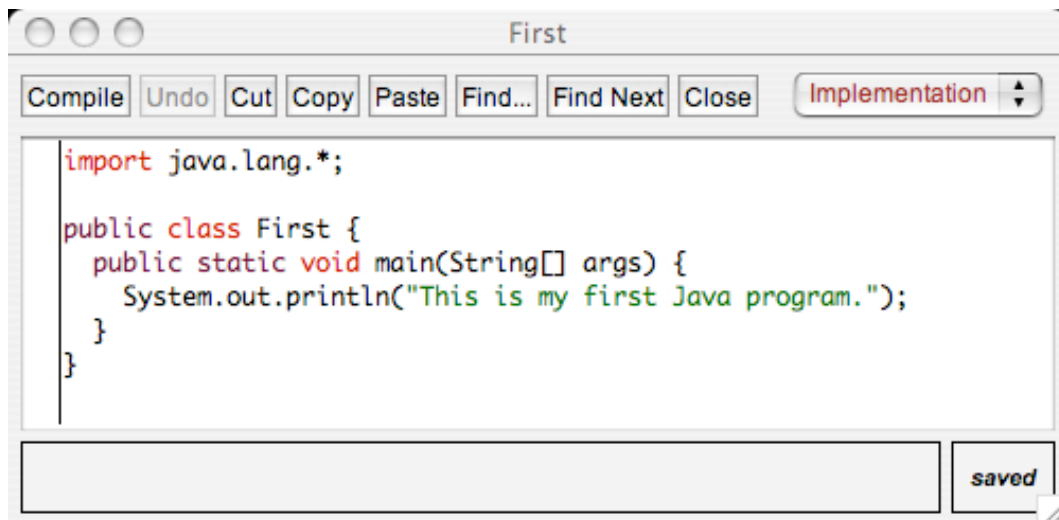 First
Compile Undo Cut Copy Paste Find... Find Next Close Implementation
import java.lang.*;
public class First {
  public static void main(String[] args) {
    System.out.println("This is my first Java program.");
  }
}
saved